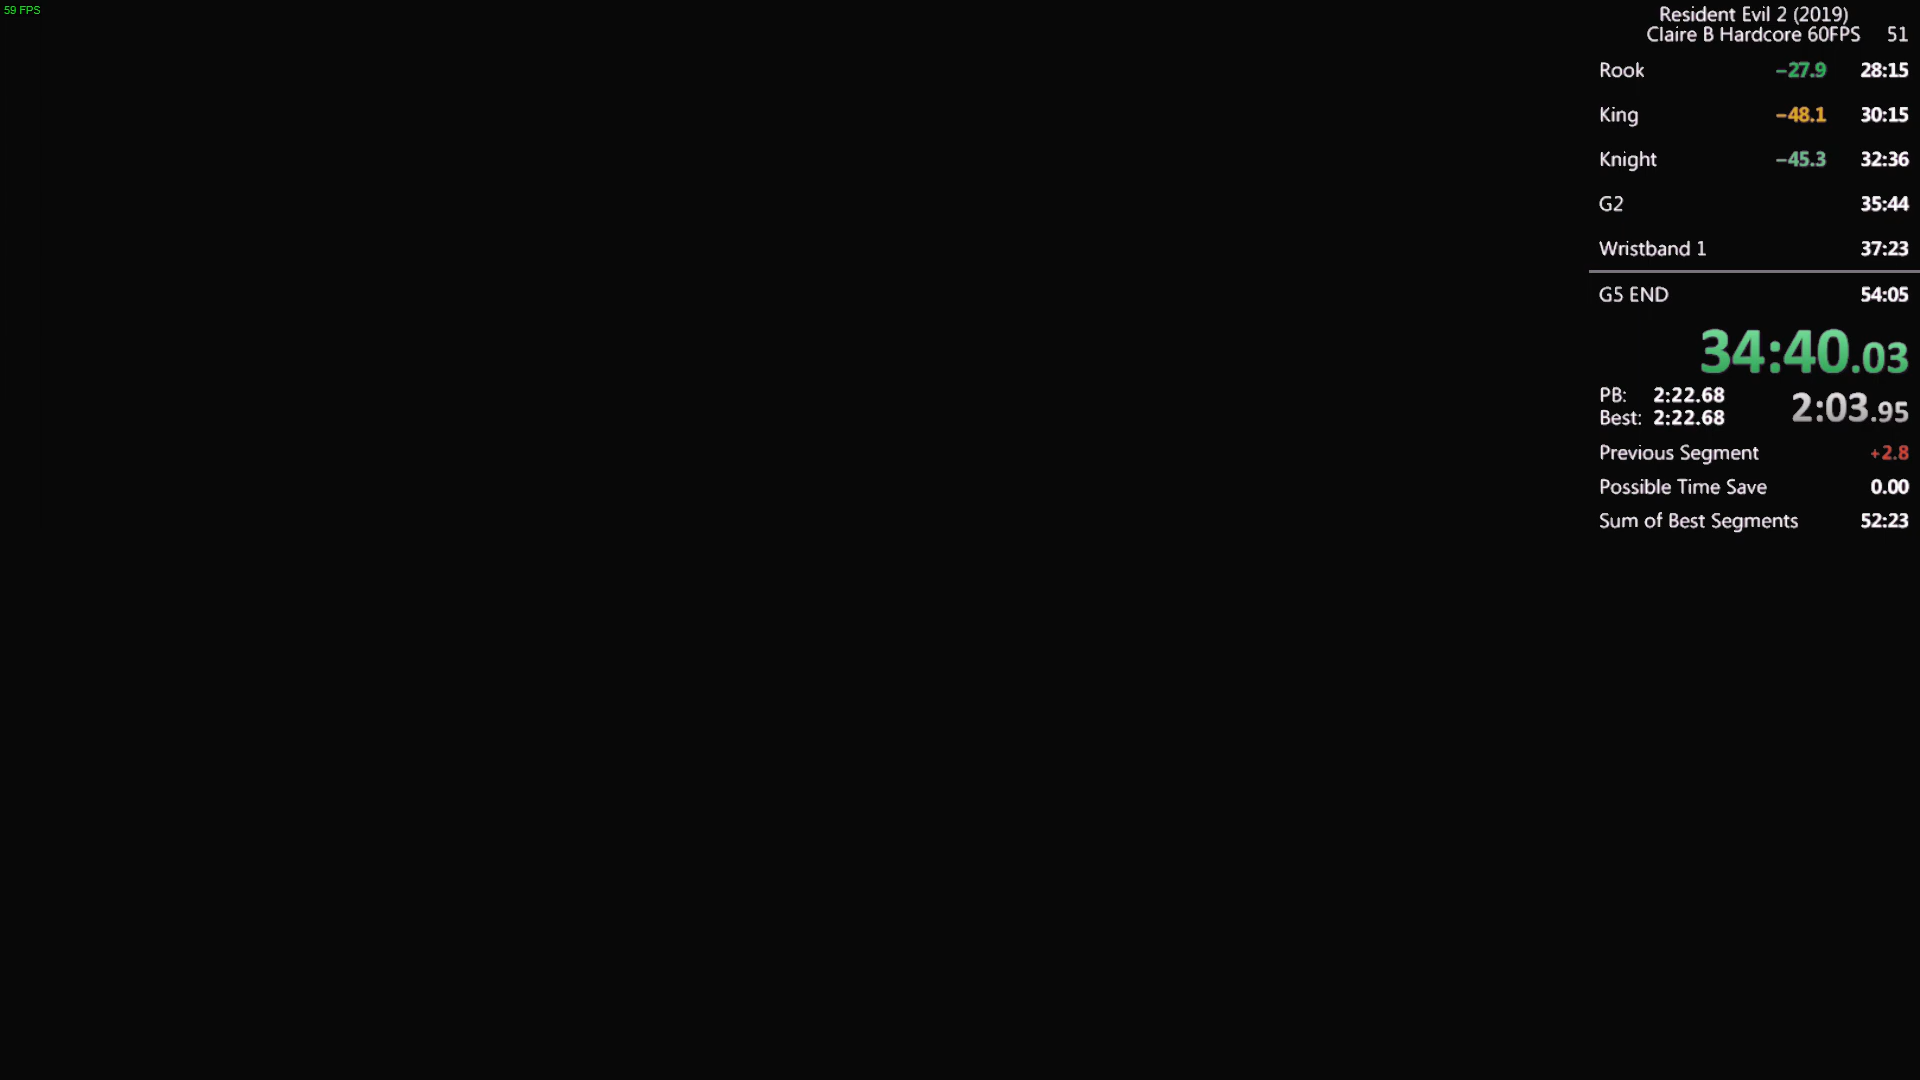 59 FPS
Resident Evil 2 (2019)
Claire B Hardcore 60FPS 51
Rook −27.9 28:15
King −48.1 30:15
Knight −45.3 32:36
G2 35:44
Wristband 1 37:23
G5 END 54:05
34:40.03
PB: 2:22.68
Best: 2:22.68
2:03.95
Previous Segment +2.8
Possible Time Save 0.00
Sum of Best Segments 52:23